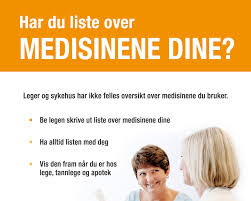 Har du liste over
MEDISINENE DINE?
Leger og sykehus har ikke felles oversikt over medisinene du bruker.
• Be legen skrive ut liste over medisinene dine
• Ha alltid listen med deg
• Vis den fram når du er hos
lege, tannlege og apotek